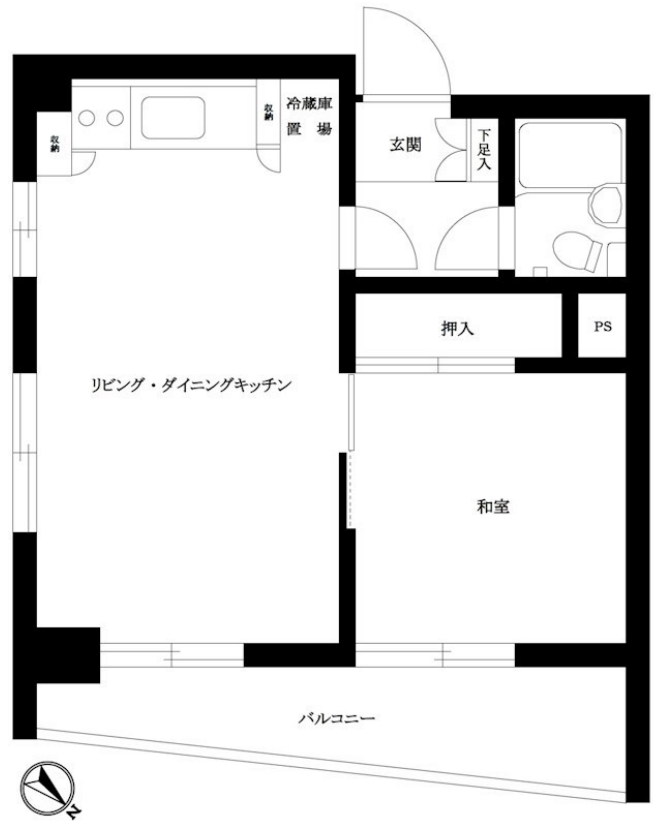 収納
収納
冷蔵庫
置場
玄関
下足入
押入
PS
リビング・ダイニングキッチン
和室
バルコニー
N